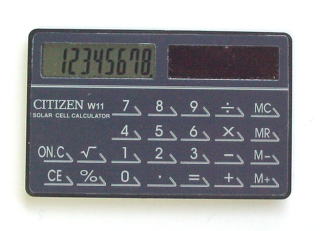 12345678
CITIZEN W11
SOLAR CELL CALCULATOR
7 8 9 ÷ MC
4 5 6 × MR
ON.C √ 1 2 3 − M−
CE % 0 · = + M+